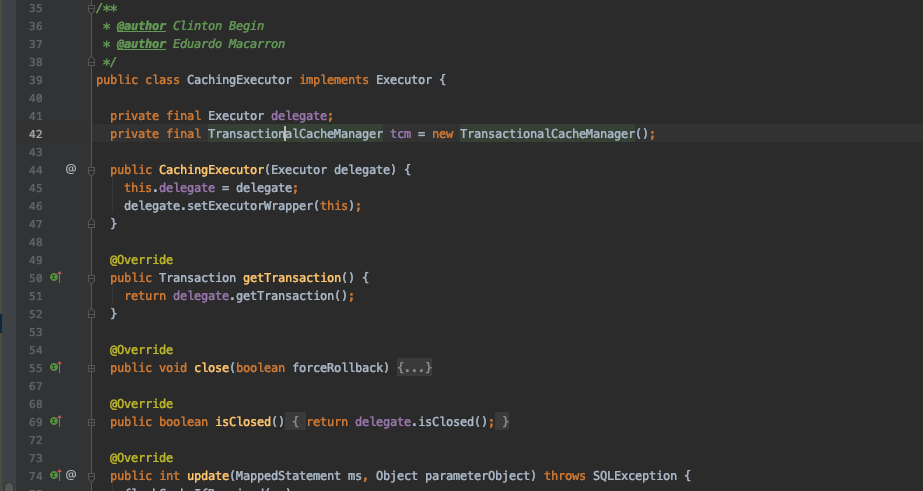 35 /**
36 * @author Clinton Begin
37 * @author Eduardo Macarron
38 */
39 public class CachingExecutor implements Executor {
40
41 private final Executor delegate;
42 private final TransactionalCacheManager tcm = new TransactionalCacheManager();
43
44 @ public CachingExecutor(Executor delegate) {
45 this.delegate = delegate;
46 delegate.setExecutorWrapper(this);
47 }
48
49 @Override
50 public Transaction getTransaction() {
51 return delegate.getTransaction();
52 }
53
54 @Override
55 public void close(boolean forceRollback) {...}
67
68 @Override
69 public boolean isClosed() { return delegate.isClosed(); }
72
73 @Override
74 @ public int update(MappedStatement ms, Object parameterObject) throws SQLException {